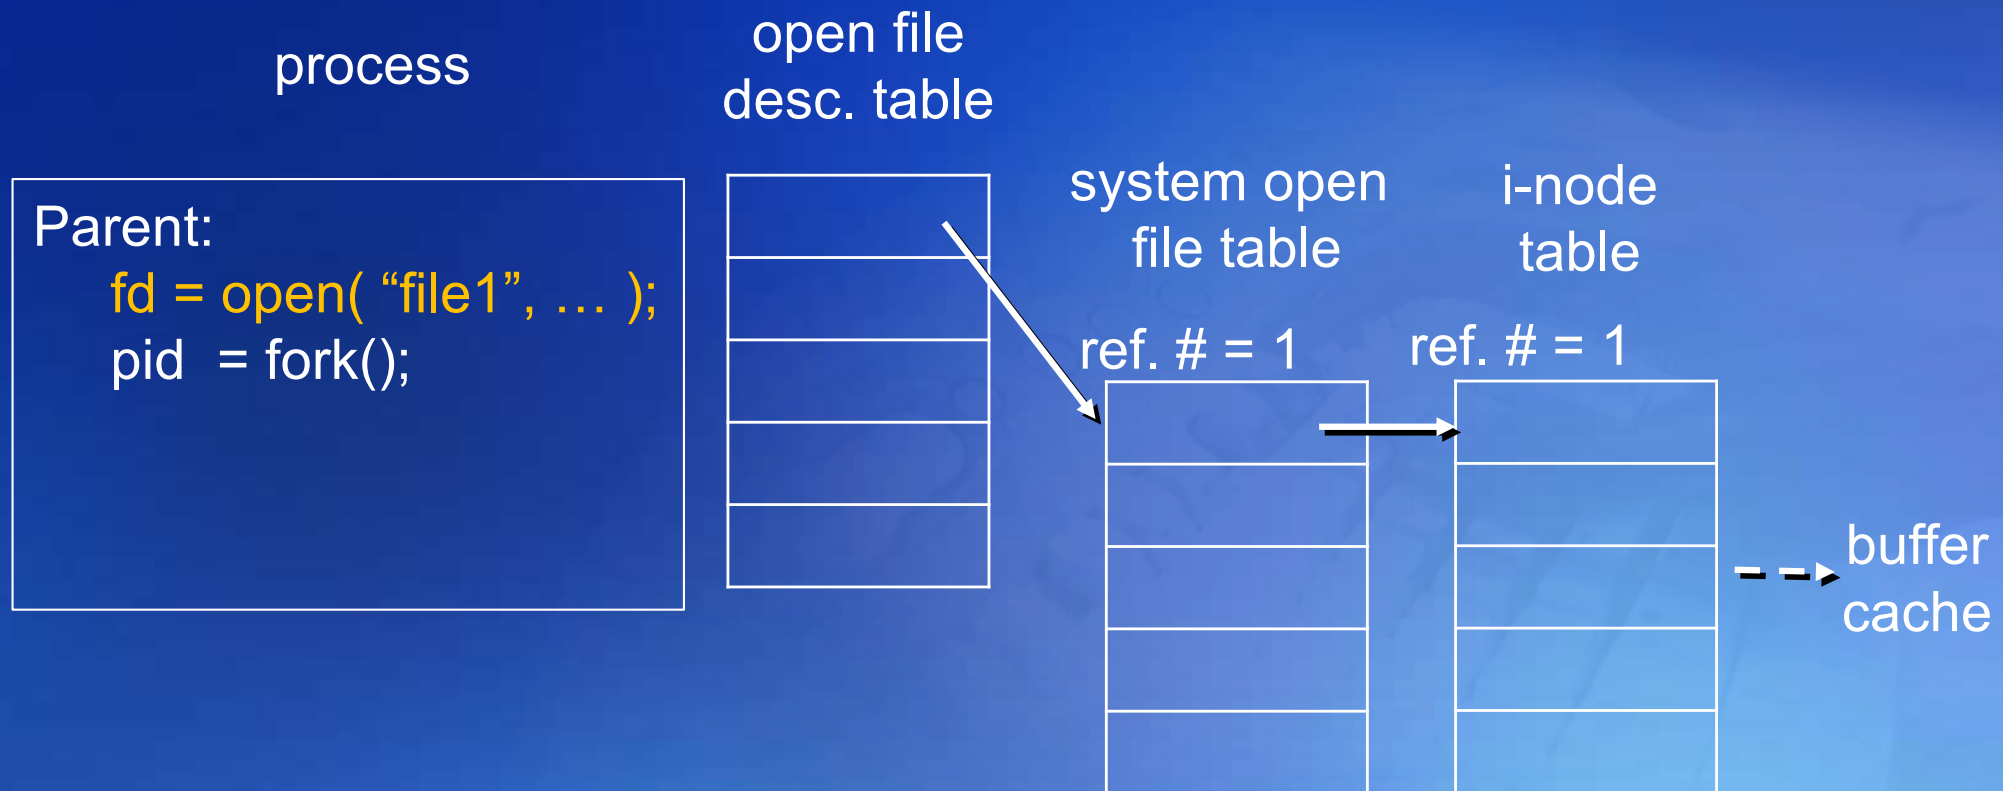 process
open file
desc. table
Parent:
fd = open( “file1”, … );
pid  = fork();
system open
file table
i-node
table
ref. # = 1
ref. # = 1
buffer
cache